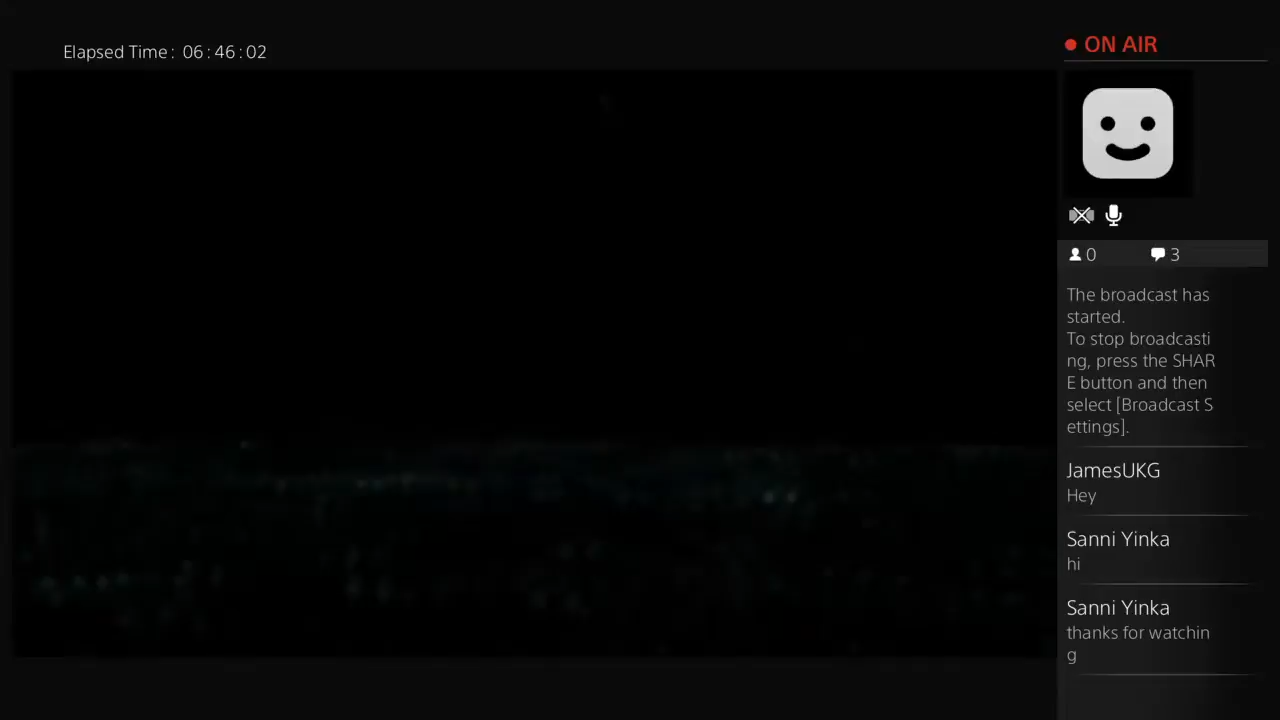 Elapsed Time: 06:46:02
ON AIR
0 3
The broadcast has
started.
To stop broadcasti
ng, press the SHAR
E button and then
select [Broadcast S
ettings].
JamesUKG
Hey
Sanni Yinka
hi
Sanni Yinka
thanks for watchin
g